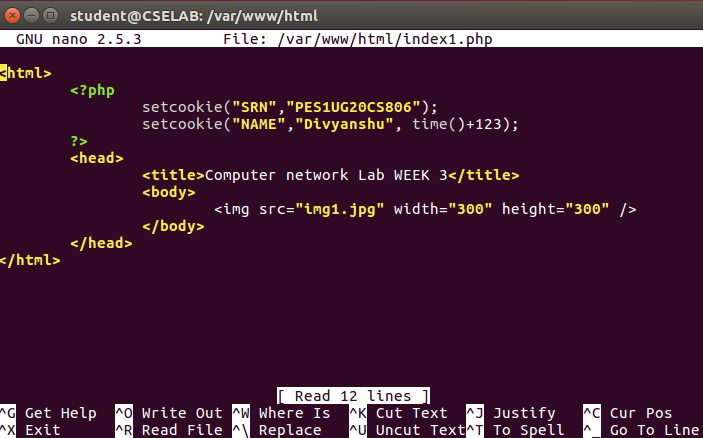 student@CSELAB: /var/www/html
GNU nano 2.5.3 File: /var/www/html/index1.php
<html>
<?php
setcookie("SRN","PES1UG20CS806");
setcookie("NAME","Divyanshu", time()+123);
?>
<head>
<title>Computer network Lab WEEK 3</title>
<body>
<img src="img1.jpg" width="300" height="300" />
</body>
</head>
</html>
[ Read 12 lines ]
^G Get Help ^O Write Out ^W Where Is ^K Cut Text ^J Justify ^C Cur Pos
^X Exit ^R Read File ^\ Replace ^U Uncut Text ^T To Spell ^_ Go To Line